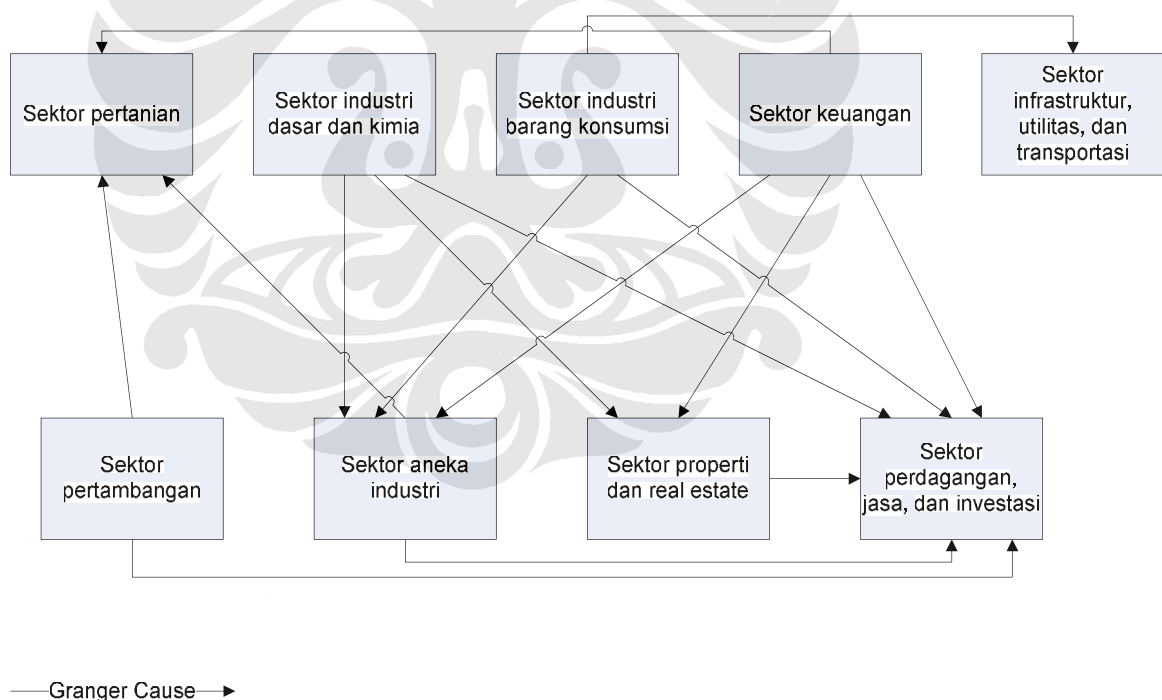 Sektor pertanian
Sektor industri
dasar dan kimia
Sektor industri
barang konsumsi
Sektor keuangan
Sektor
infrastruktur,
utilitas, dan
transportasi
Sektor
pertambangan
Sektor aneka
industri
Sektor properti
dan real estate
Sektor
perdagangan,
jasa, dan investasi
Granger Cause